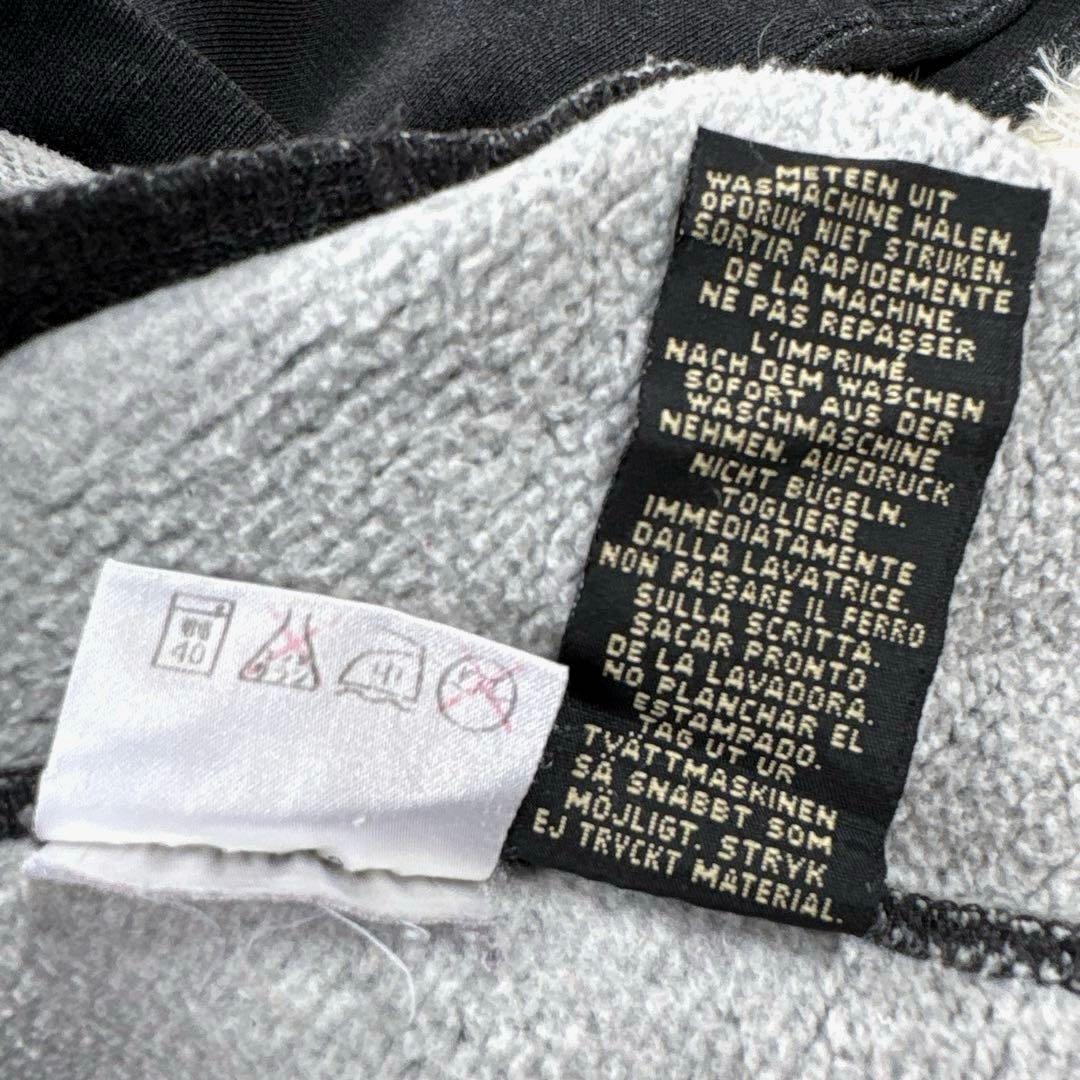 METEEN UIT
WASMACHINE HALEN.
OPDRUK NIET STRUKEN.
SORTIR RAPIDEMENTE
DE LA MACHINE.
NE PAS REPASSER
L'IMPRIMÉ.
NACH DEM WASCHEN
SOFORT AUS DER
WASCHMASCHINE
NEHMEN AUFDRUCK
NICHT BÜGELN.
TOGLIERE
IMMEDIATAMENTE
DALLA LAVATRICE.
NON PASSARE IL FERRO
SULLA SCRITTA.
SACAR PRONTO
DE LA LAVADORA.
NO PLANCHAR EL
ESTAMPADO.
TAG UT UR
TVÄTTMASKINEN
SÅ SNABBT SOM
MÖJLIGT. STRYK
EJ TRYCKT MATERIAL.
40